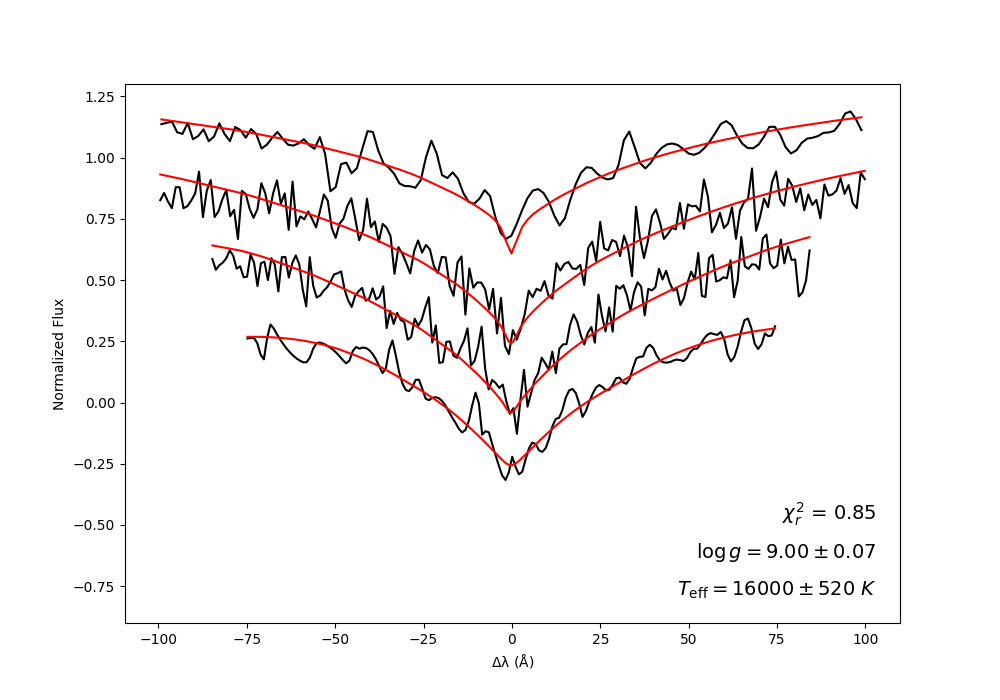 1.25
1.00
0.75
0.50
0.25
0.00
−0.25
−0.50
−0.75
Normalized Flux
χ²ᵣ = 0.85
log g = 9.00 ± 0.07
T_eff = 16000 ± 520 K
−100 −75 −50 −25 0 25 50 75 100
Δλ (Å)